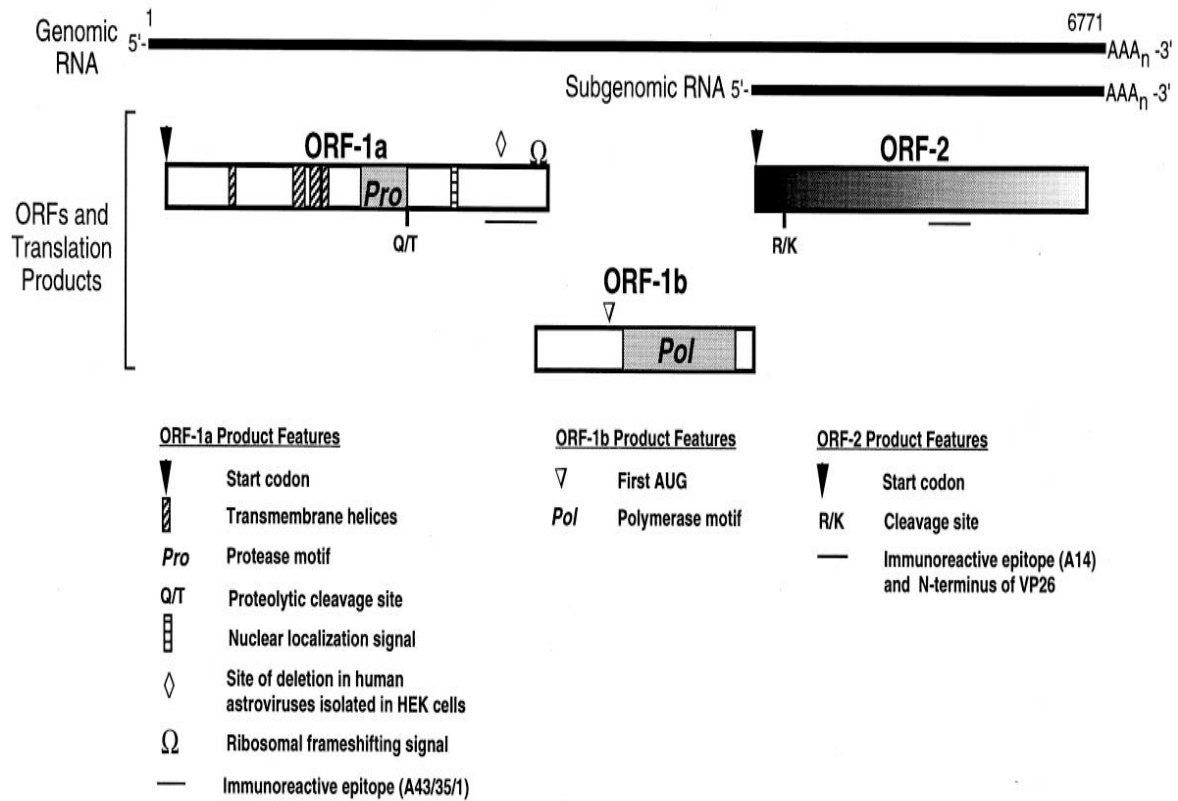 1
6771
Genomic
RNA
5'-
AAAn -3'
Subgenomic RNA 5'-
AAAn -3'
ORF-1a
◊
Ω
ORF-2
Pro
Q/T
R/K
ORFs and
Translation
Products
ORF-1b
Pol
ORF-1a Product Features
Start codon
Transmembrane helices
Pro Protease motif
Q/T Proteolytic cleavage site
Nuclear localization signal
◊ Site of deletion in human
astroviruses isolated in HEK cells
Ω Ribosomal frameshifting signal
Immunoreactive epitope (A43/35/1)
ORF-1b Product Features
First AUG
Pol Polymerase motif
ORF-2 Product Features
Start codon
R/K Cleavage site
Immunoreactive epitope (A14)
and N-terminus of VP26